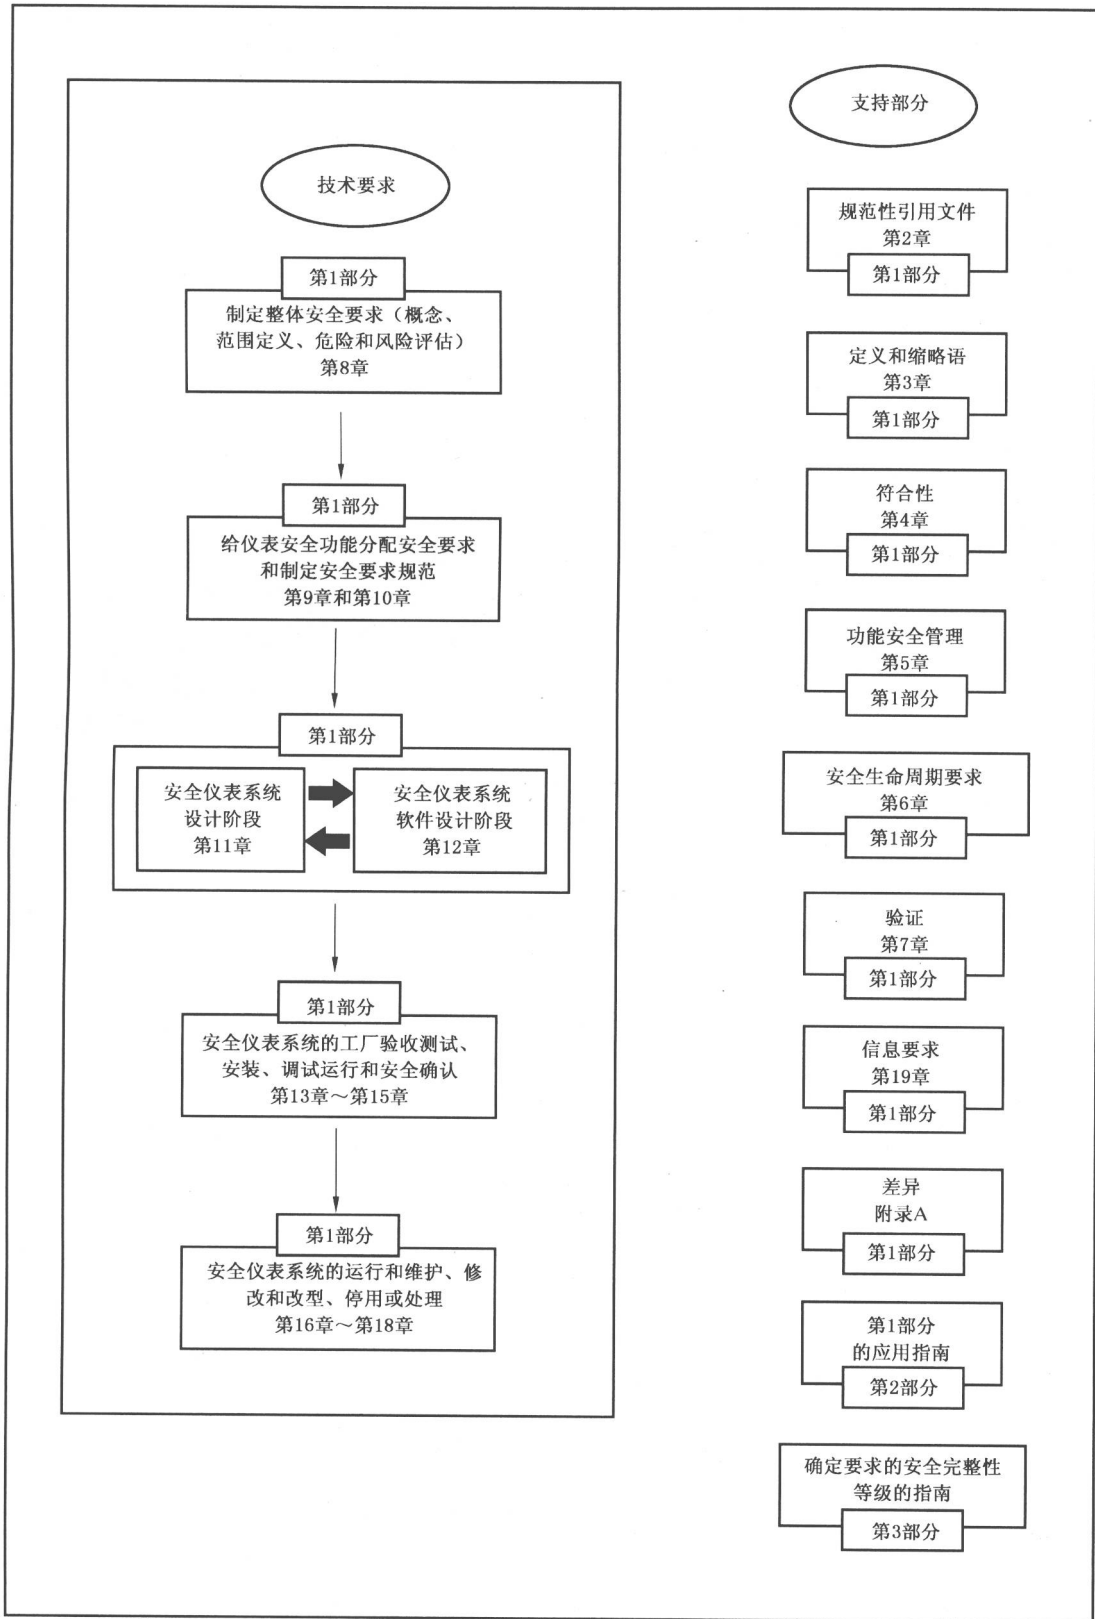 技术要求
第1部分
制定整体安全要求（概念、
范围定义、危险和风险评估）
第8章
第1部分
给仪表安全功能分配安全要求
和制定安全要求规范
第9章和第10章
第1部分
安全仪表系统
设计阶段
第11章
安全仪表系统
软件设计阶段
第12章
第1部分
安全仪表系统的工厂验收测试、
安装、调试运行和安全确认
第13章～第15章
第1部分
安全仪表系统的运行和维护、修
改和改型、停用或处理
第16章～第18章
支持部分
规范性引用文件
第2章
第1部分
定义和缩略语
第3章
第1部分
符合性
第4章
第1部分
功能安全管理
第5章
第1部分
安全生命周期要求
第6章
第1部分
验证
第7章
第1部分
信息要求
第19章
第1部分
差异
附录A
第1部分
第1部分
的应用指南
第2部分
确定要求的安全完整性
等级的指南
第3部分